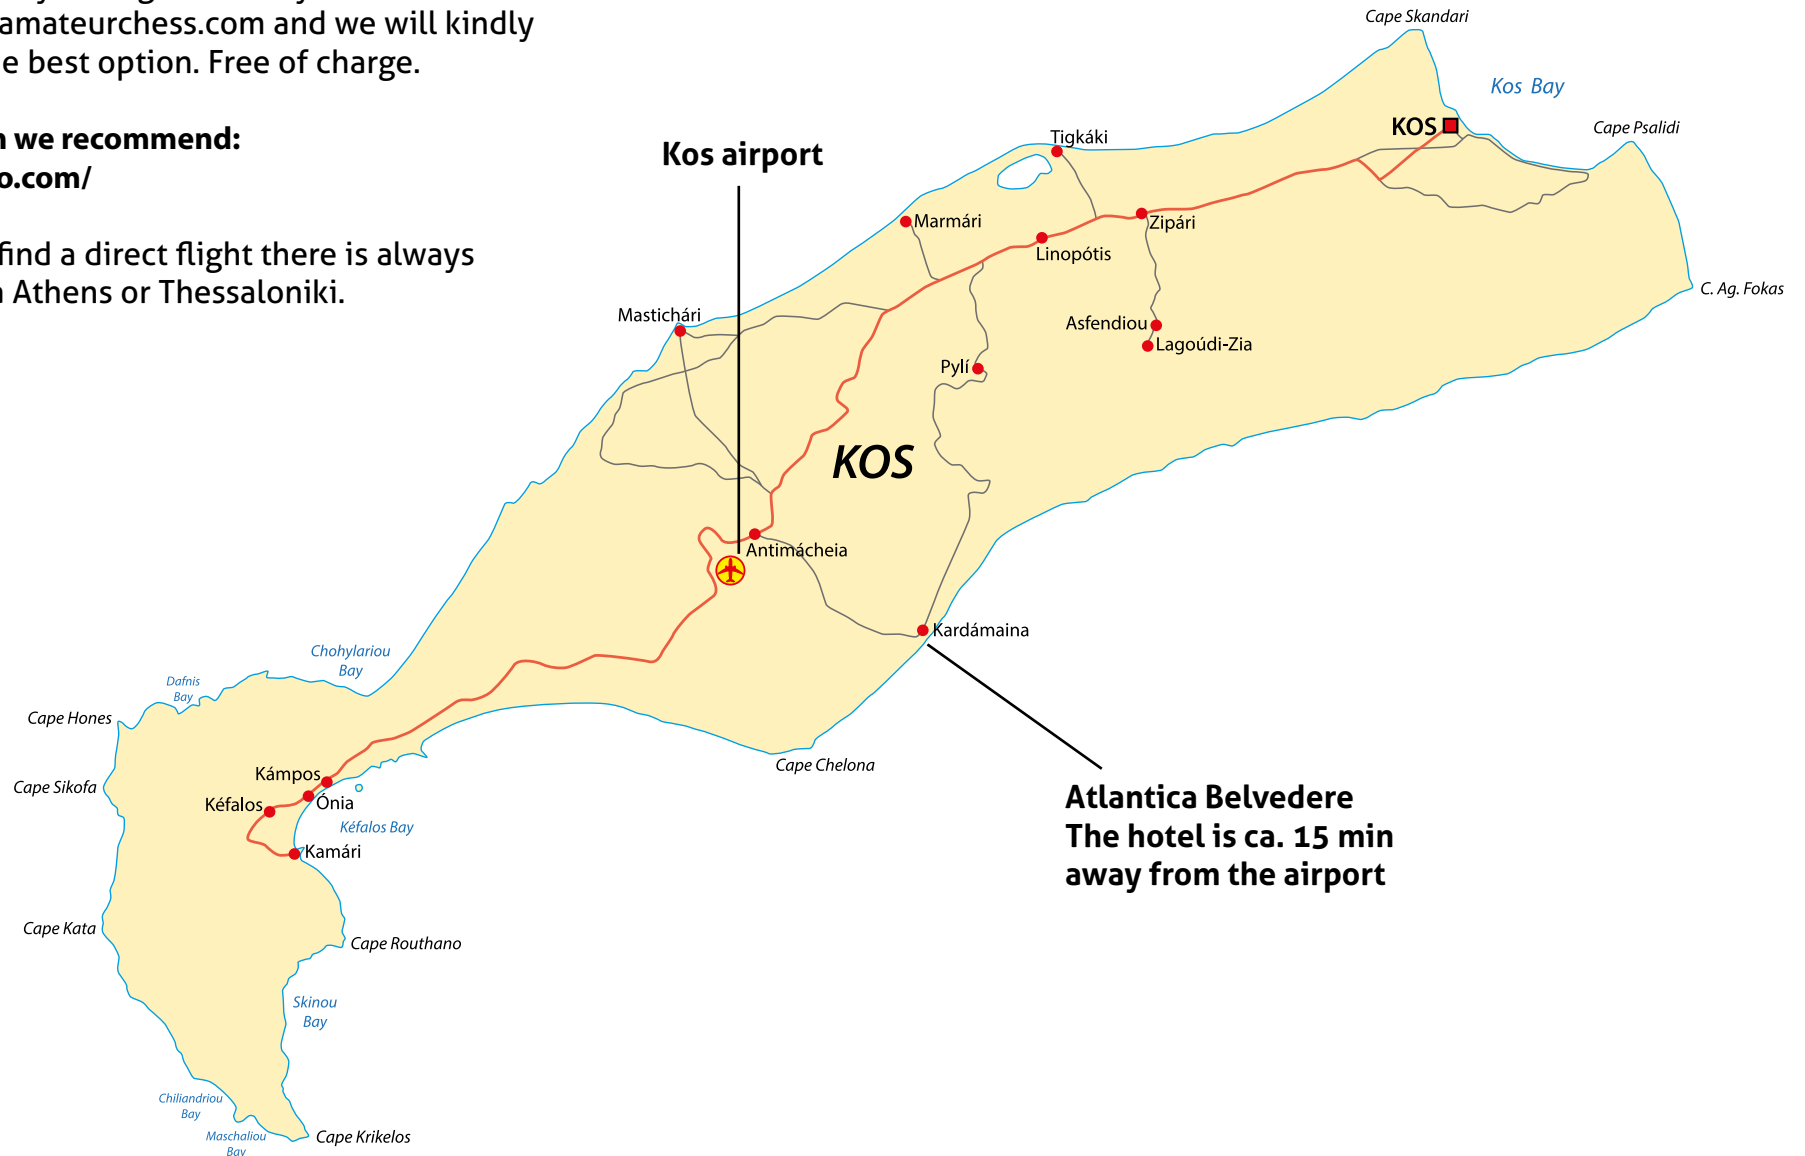 amateurchess.com and we will kindly
e best option. Free of charge.
we recommend:
o.com/
find a direct flight there is always
Athens or Thessaloniki.
Cape Skandari
Kos Bay
KOS
Cape Psalidi
Tigkáki
Kos airport
Marmári
Zipári
Linopótis
C. Ag. Fokas
Mastichári
Asfendiou
Lagoúdi-Zia
Pylí
KOS
Antimácheia
Kardámaina
Chohylariou
Bay
Dafnis
Bay
Cape Hones
Cape Chelona
Kámpos
Cape Sikofa
Ónia
Kéfalos
Kéfalos Bay
Kamári
Atlantica Belvedere
The hotel is ca. 15 min
away from the airport
Cape Kata
Cape Routhano
Skinou
Bay
Chiliandriou
Bay
Maschaliou
Bay
Cape Krikelos